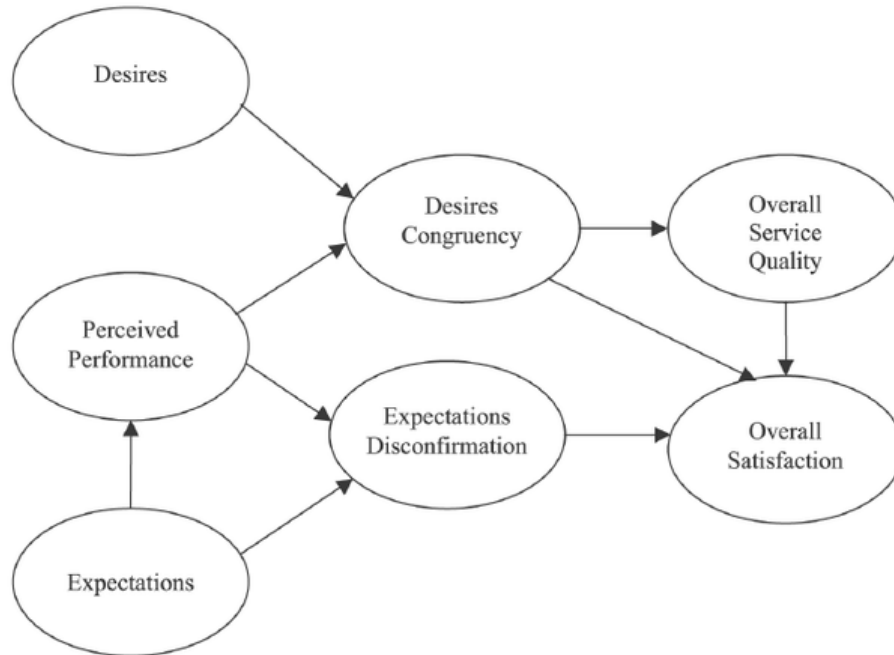 Desires
Desires
Congruency
Overall
Service
Quality
Perceived
Performance
Expectations
Disconfirmation
Overall
Satisfaction
Expectations